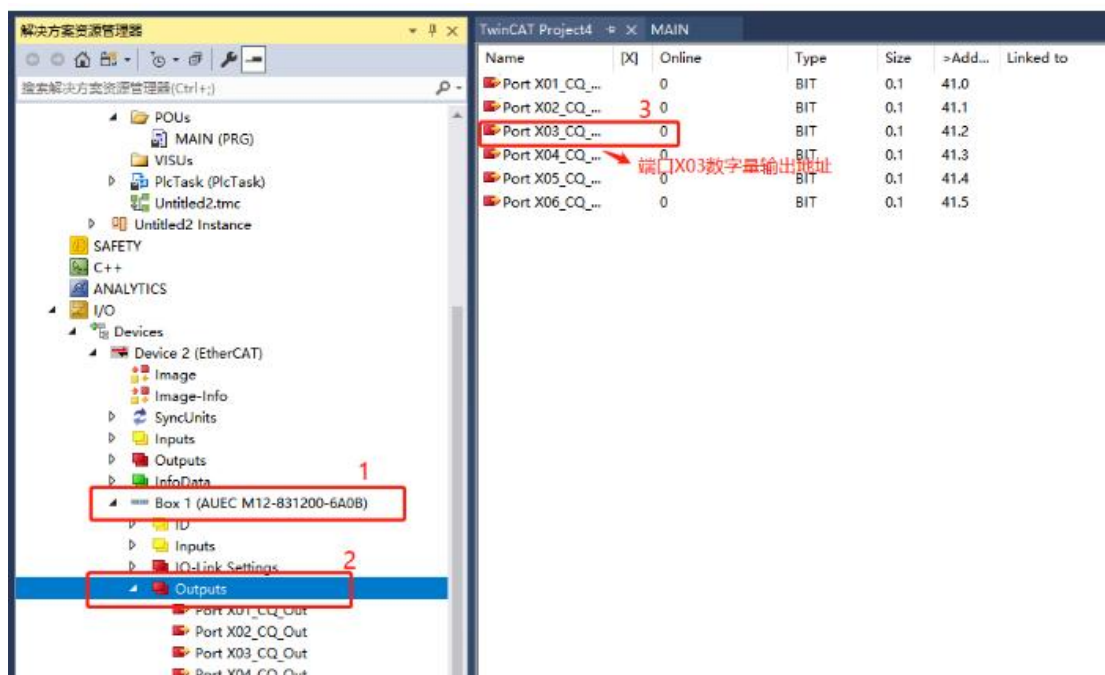 解决方案资源管理器
搜索解决方案资源管理器(Ctrl+;)
POUs
MAIN (PRG)
VISUs
PlcTask (PlcTask)
Untitled2.tmc
Untitled2 Instance
SAFETY
C++
ANALYTICS
I/O
Devices
Device 2 (EtherCAT)
Image
Image-Info
SyncUnits
Inputs
Outputs
InfoData
1
Box 1 (AUEC M12-831200-6A0B)
ID
Inputs
IO-Link Settings
2
Outputs
Port X01_CQ_Out
Port X02_CQ_Out
Port X03_CQ_Out
Port X04_CQ_Out
TwinCAT Project4 MAIN
Name [X] Online Type Size >Add... Linked to
Port X01_CQ_... 0 BIT 0.1 41.0
Port X02_CQ_... 0 BIT 0.1 41.1
3
Port X03_CQ_... 0 BIT 0.1 41.2
Port X04_CQ_... 0 BIT 0.1 41.3
端口X03数字量输出地址
Port X05_CQ_... 0 BIT 0.1 41.4
Port X06_CQ_... 0 BIT 0.1 41.5